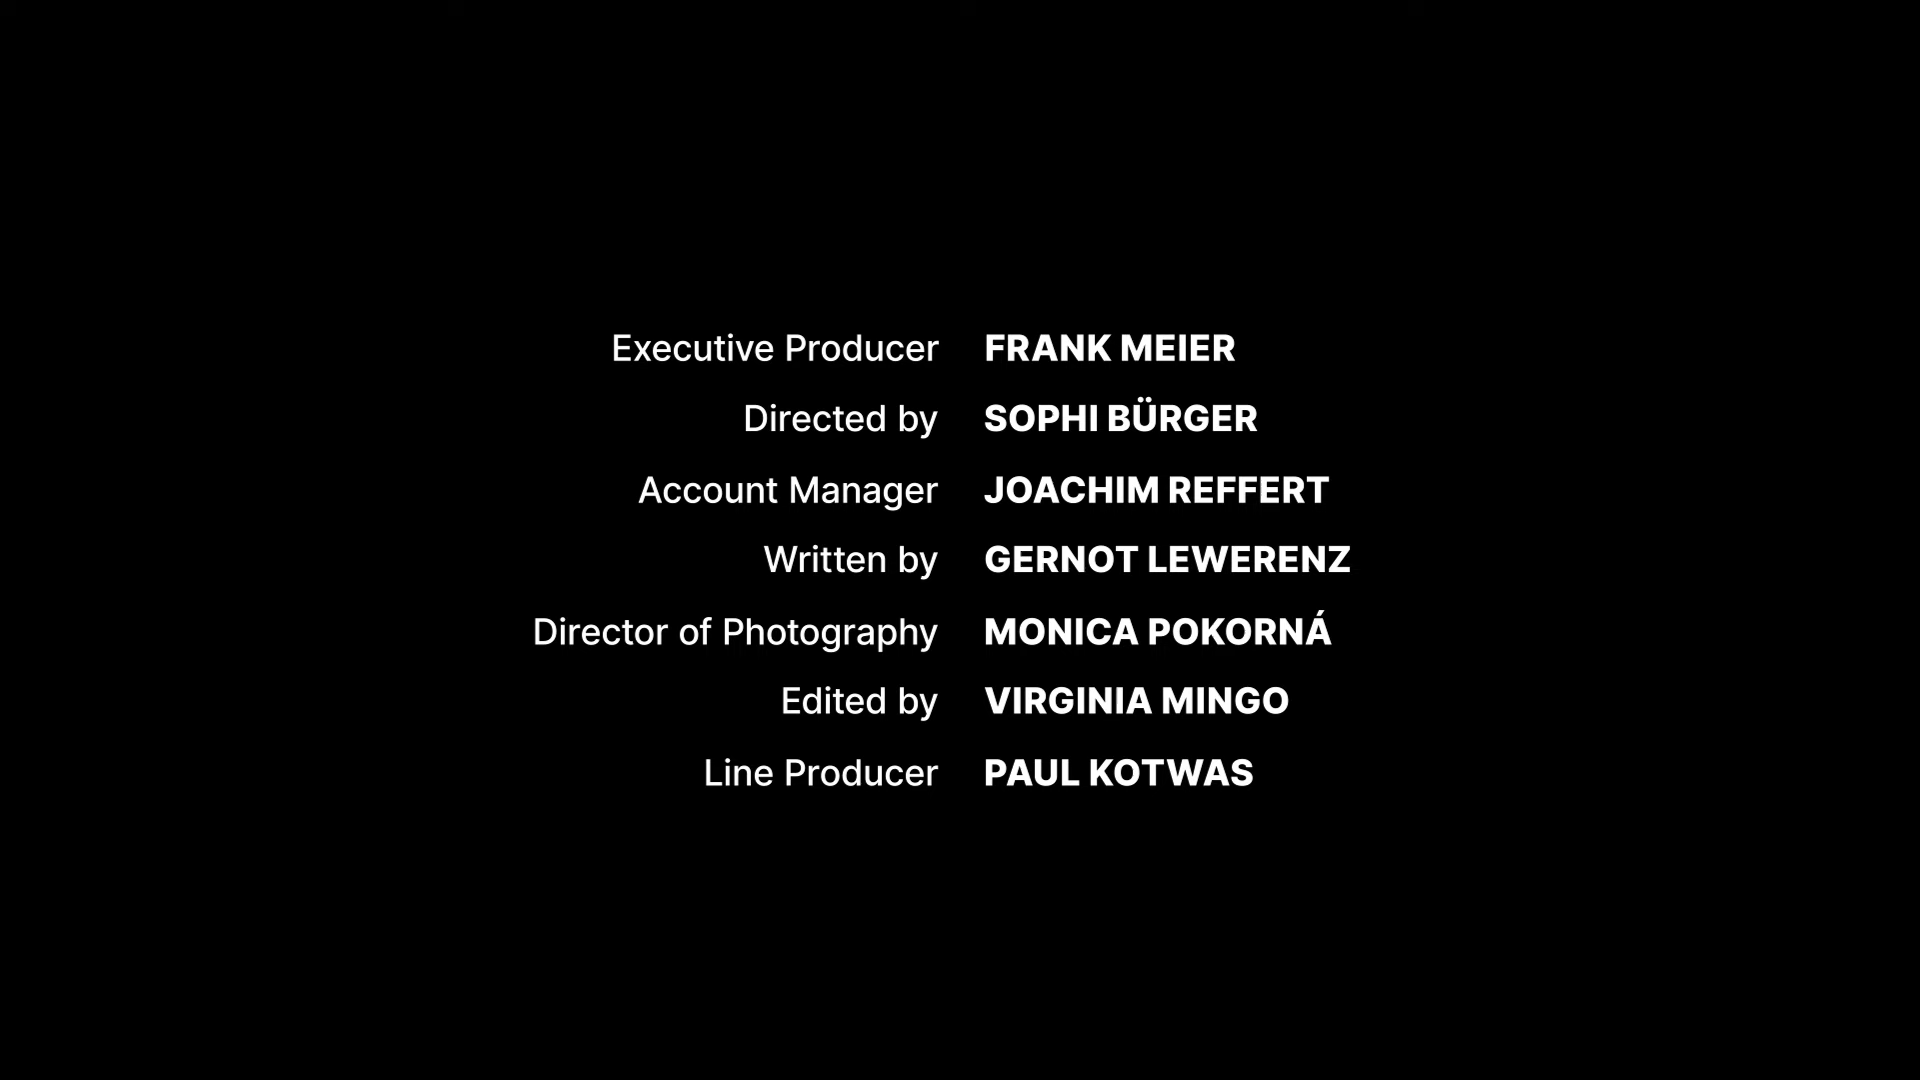 Executive Producer FRANK MEIER
Directed by SOPHI BÜRGER
Account Manager JOACHIM REFFERT
Written by GERNOT LEWERENZ
Director of Photography MONICA POKORNÁ
Edited by VIRGINIA MINGO
Line Producer PAUL KOTWAS